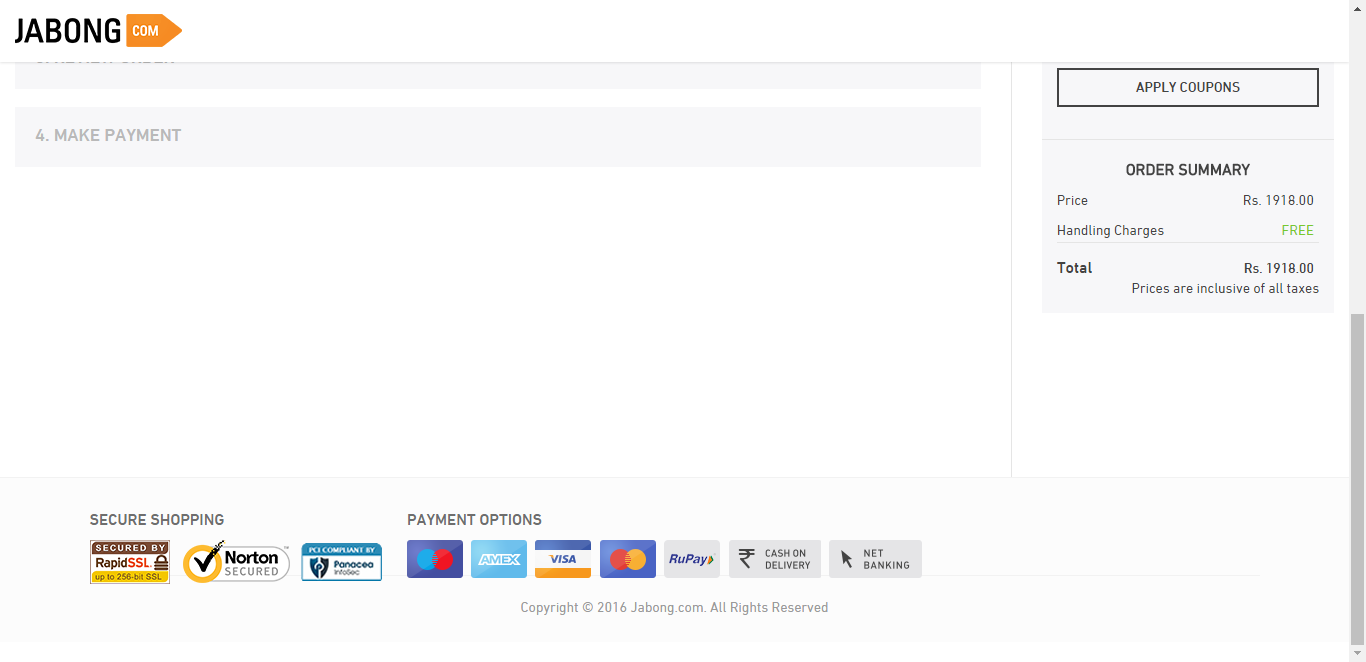 JABONG COM
4. MAKE PAYMENT
APPLY COUPONS
ORDER SUMMARY
Price Rs. 1918.00
Handling Charges FREE
Total Rs. 1918.00
Prices are inclusive of all taxes
SECURE SHOPPING
SECURED BY
RapidSSL.
up to 256-bit SSL
Norton
SECURED
PCI COMPLIANT BY
Panacea
InfoSec
PAYMENT OPTIONS
AMEX
VISA
RuPay
CASH ON
DELIVERY
NET
BANKING
Copyright © 2016 Jabong.com. All Rights Reserved